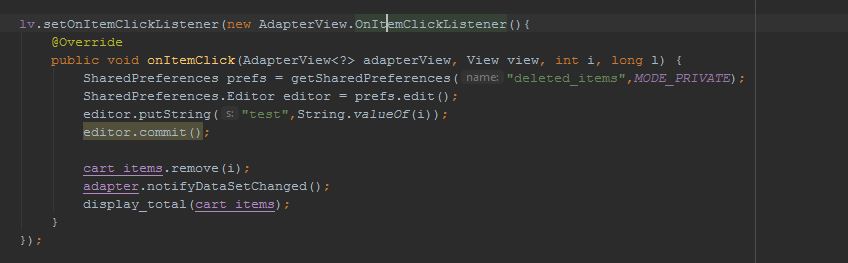 lv.setOnItemClickListener(new AdapterView.OnItemClickListener(){
@Override
public void onItemClick(AdapterView<?> adapterView, View view, int i, long l) {
SharedPreferences prefs = getSharedPreferences( name: "deleted_items",MODE_PRIVATE);
SharedPreferences.Editor editor = prefs.edit();
editor.putString( s: "test",String.valueOf(i));
editor.commit();
cart_items.remove(i);
adapter.notifyDataSetChanged();
display_total(cart_items);
}
});